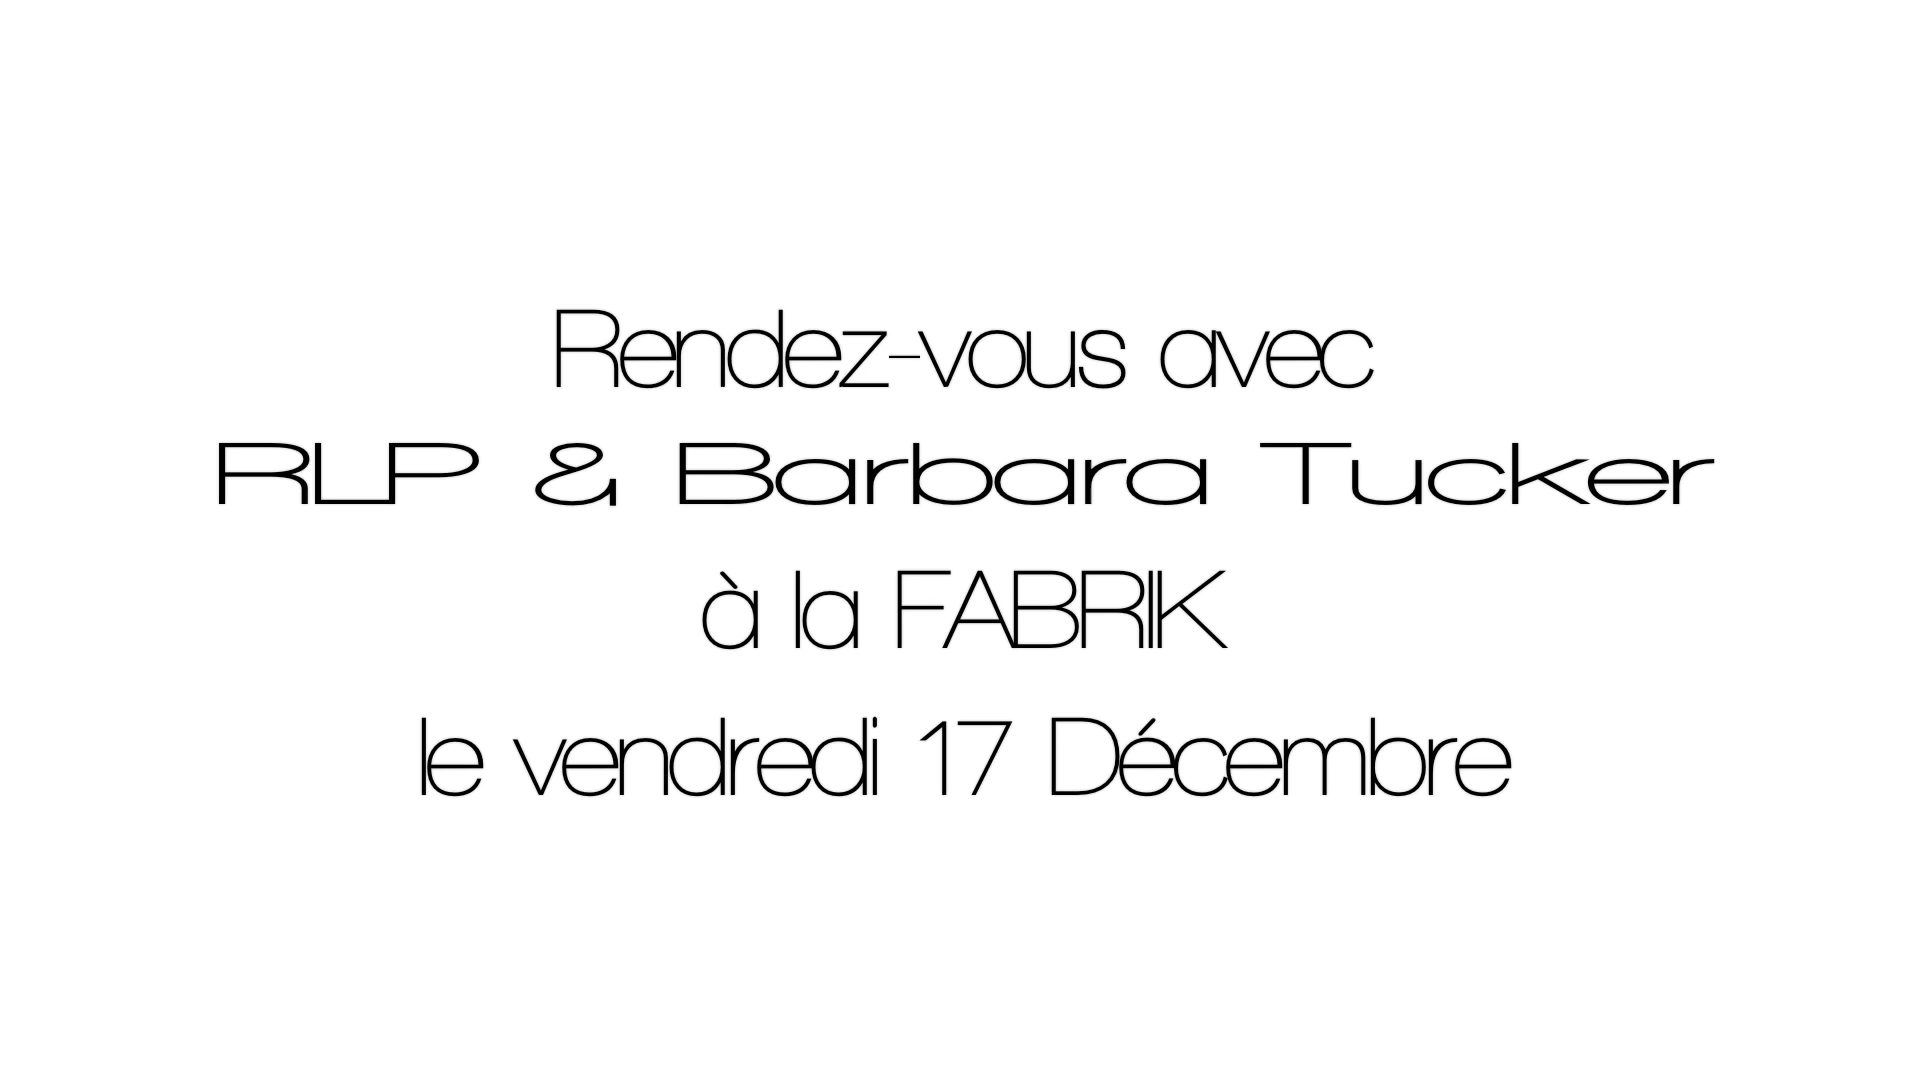 Rendez-vous avec
RLP & Barbara Tucker
à la FABRIK
le vendredi 17 Décembre